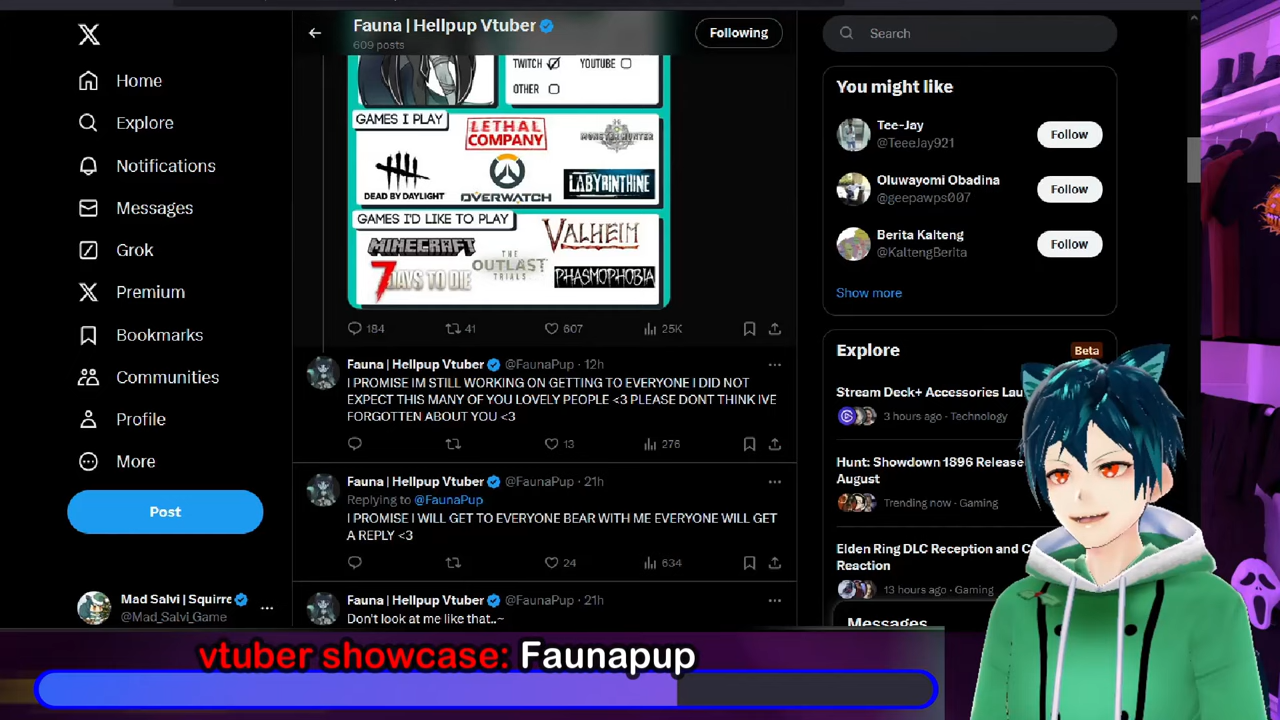 Fauna | Hellpup Vtuber
609 posts
Following
Home
Explore
Notifications
Messages
Grok
Premium
Bookmarks
Communities
Profile
More
Post
Mad Salvi | Squirre
@Mad_Salvi_Game
TWITCH
YOUTUBE
OTHER
GAMES I PLAY
LETHAL
COMPANY
MONSTER HUNTER
DEAD BY DAYLIGHT
OVERWATCH
LABYRINTHINE
GAMES I'D LIKE TO PLAY
MINECRAFT
VALHEIM
7 DAYS TO DIE
THE
OUTLAST
TRIALS
PHASMOPHOBIA
184
41
607
25K
Fauna | Hellpup Vtuber @FaunaPup · 12h
I PROMISE IM STILL WORKING ON GETTING TO EVERYONE I DID NOT
EXPECT THIS MANY OF YOU LOVELY PEOPLE <3 PLEASE DONT THINK IVE
FORGOTTEN ABOUT YOU <3
13
276
Fauna | Hellpup Vtuber @FaunaPup · 21h
Replying to @FaunaPup
I PROMISE I WILL GET TO EVERYONE BEAR WITH ME EVERYONE WILL GET
A REPLY <3
24
634
Fauna | Hellpup Vtuber @FaunaPup · 21h
Don't look at me like that..~
Search
You might like
Tee-Jay
@TeeeJay921
Follow
Oluwayomi Obadina
@geepawps007
Follow
Berita Kalteng
@KaltengBerita
Follow
Show more
Explore
Beta
Stream Deck+ Accessories Lau
3 hours ago · Technology
Hunt: Showdown 1896 Release
August
Trending now · Gaming
Elden Ring DLC Reception and C
Reaction
13 hours ago · Gaming
Messages
vtuber showcase: Faunapup